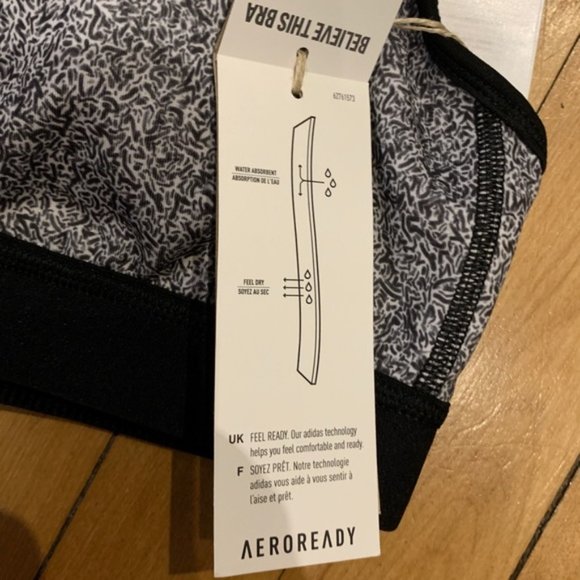 BELIEVE THIS BRA
62761573
WATER ABSORBENT
ABSORPTION DE L'EAU
FEEL DRY
SOYEZ AU SEC
UK FEEL READY. Our adidas technology
helps you feel comfortable and ready.
F SOYEZ PRÊT. Notre technologie
adidas vous aide à vous sentir à
l'aise et prêt.
AEROREADY